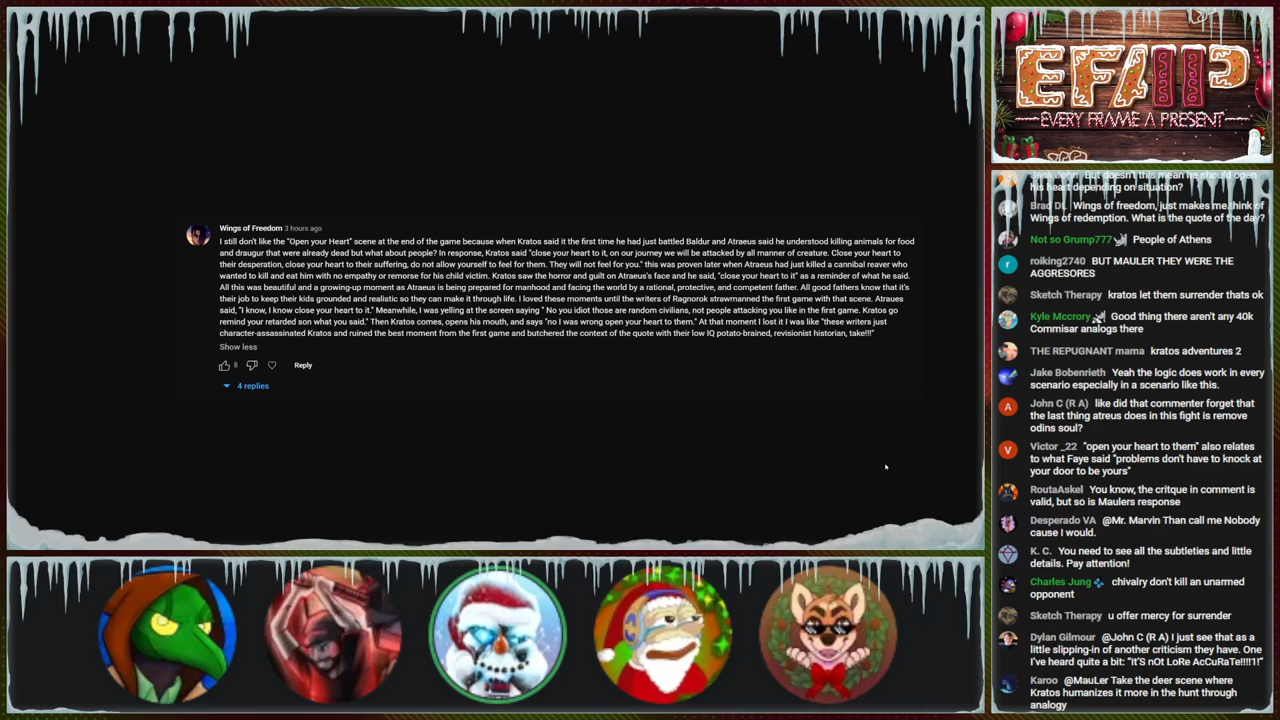 Wings of Freedom 3 hours ago
I still don't like the "Open your Heart" scene at the end of the game because when Kratos said it the first time he had just battled Baldur and Atraeus said he understood killing animals for food
and draugur that were already dead but what about people? In response, Kratos said "close your heart to it, on our journey we will be attacked by all manner of creature. Close your heart to
their desperation, close your heart to their suffering, do not allow yourself to feel for them. They will not feel for you." this was proven later when Atraeus had just killed a cannibal reaver who
wanted to kill and eat him with no empathy or remorse for his child victim. Kratos saw the horror and guilt on Atraeus's face and he said, "close your heart to it" as a reminder of what he said.
All this was beautiful and a growing-up moment as Atraeus is being prepared for manhood and facing the world by a rational, protective, and competent father. All good fathers know that it's
their job to keep their kids grounded and realistic so they can make it through life. I loved these moments until the writers of Ragnorok strawmanned the first game with that scene. Atraues
said, "I know, I know close your heart to it." Meanwhile, I was yelling at the screen saying " No you idiot those are random civilians, not people attacking you like in the first game. Kratos go
remind your retarded son what you said." Then Kratos comes, opens his mouth, and says "no I was wrong open your heart to them." At that moment I lost it I was like "these writers just
character-assassinated Kratos and ruined the best moment from the first game and butchered the context of the quote with their low IQ potato-brained, revisionist historian, take!!!"
Show less
8
Reply
4 replies
EFAP
EVERY FRAME A PRESENT
But doesn't this mean he should open
his heart depending on situation?
Brad DL Wings of freedom, just makes me think of
Wings of redemption. What is the quote of the day?
Not so Grump777 People of Athens
roiking2740 BUT MAULER THEY WERE THE
AGGRESORES
Sketch Therapy kratos let them surrender thats ok
Kyle Mccrory Good thing there aren't any 40k
Commisar analogs there
THE REPUGNANT mama kratos adventures 2
Jake Bobenrieth Yeah the logic does work in every
scenario especially in a scenario like this.
John C (R A) like did that commenter forget that
the last thing atreus does in this fight is remove
odins soul?
Victor _22 "open your heart to them" also relates
to what Faye said "problems don't have to knock at
your door to be yours"
RoutaAskel You know, the critque in comment is
valid, but so is Maulers response
Desperado VA @Mr. Marvin Than call me Nobody
cause I would.
K. C. You need to see all the subtleties and little
details. Pay attention!
Charles Jung chivalry don't kill an unarmed
opponent
Sketch Therapy u offer mercy for surrender
Dylan Gilmour @John C (R A) I just see that as a
little slipping-in of another criticism they have. One
I've heard quite a bit: "It'S nOt LoRe AcCuRaTe!!!!1!"
Karoo @MauLer Take the deer scene where
Kratos humanizes it more in the hunt through
analogy